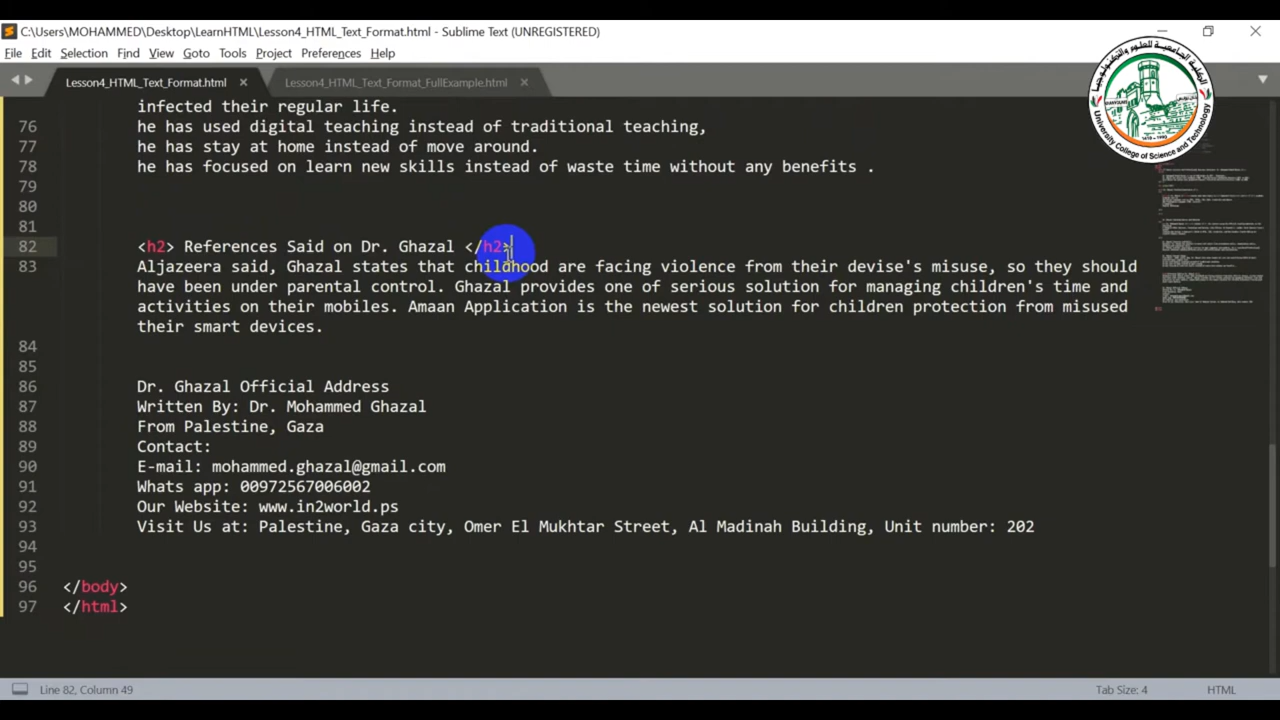 C:\Users\MOHAMMED\Desktop\LearnHTML\Lesson4_HTML_Text_Format.html - Sublime Text (UNREGISTERED)
File Edit Selection Find View Goto Tools Project Preferences Help
Lesson4_HTML_Text_Format.html Lesson4_HTML_Text_Format_FullExample.html
الكلية الجامعية للعلوم والتكنولوجيا
University College of Science and Technology
infected their regular life.
76 he has used digital teaching instead of traditional teaching,
77 he has stay at home instead of move around.
78 he has focused on learn new skills instead of waste time without any benefits .
79
80
81
82 <h2> References Said on Dr. Ghazal </h2>
83 Aljazeera said, Ghazal states that childhood are facing violence from their devise's misuse, so they should
have been under parental control. Ghazal provides one of serious solution for managing children's time and
activities on their mobiles. Amaan Application is the newest solution for children protection from misused
their smart devices.
84
85
86 Dr. Ghazal Official Address
87 Written By: Dr. Mohammed Ghazal
88 From Palestine, Gaza
89 Contact:
90 E-mail: mohammed.ghazal@gmail.com
91 Whats app: 00972567006002
92 Our Website: www.in2world.ps
93 Visit Us at: Palestine, Gaza city, Omer El Mukhtar Street, Al Madinah Building, Unit number: 202
94
95
96 </body>
97 </html>
Line 82, Column 49 Tab Size: 4 HTML